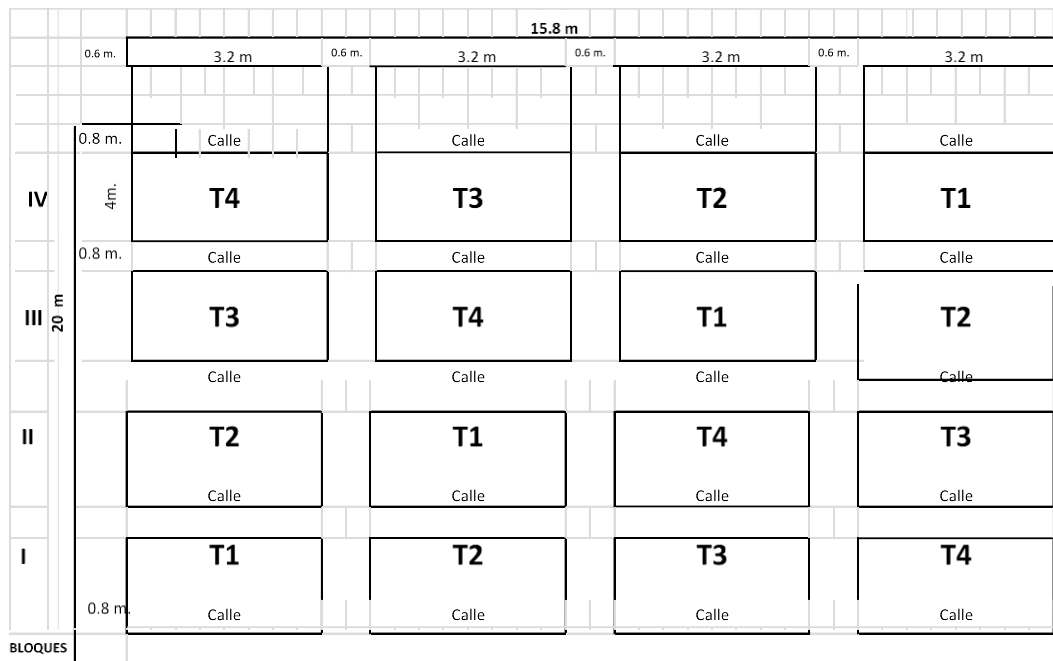 15.8 m
0.6 m. 3.2 m 0.6 m. 3.2 m 0.6 m. 3.2 m 0.6 m. 3.2 m
0.8 m. Calle Calle Calle Calle
IV 4m. T4 T3 T2 T1
0.8 m. Calle Calle Calle Calle
III 20 m T3 T4 T1 T2
Calle Calle Calle Calle
II T2 T1 T4 T3
Calle Calle Calle Calle
I T1 T2 T3 T4
0.8 m. Calle Calle Calle Calle
BLOQUES